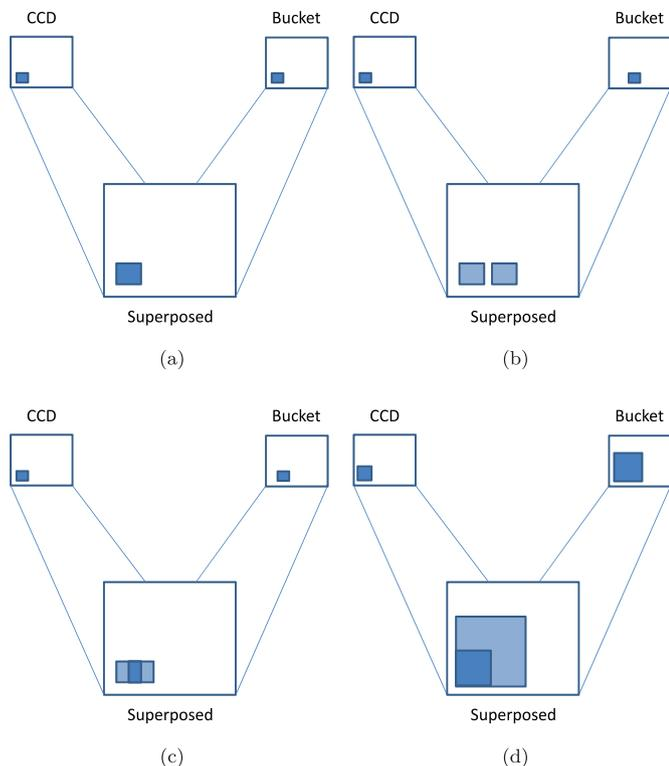 CCD Bucket CCD Bucket
Superposed Superposed
(a) (b)
CCD Bucket CCD Bucket
Superposed Superposed
(c) (d)